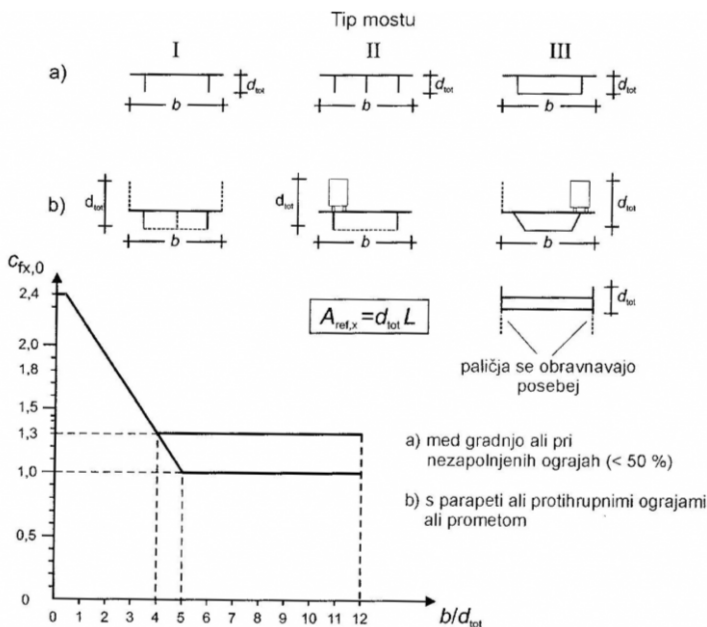 Tip mostu
I II III
a)
d_tot d_tot
b b b
b)
d_tot d_tot d_tot
b b b
c_fx,0
2,4
2,0
1,8
1,5
1,3
1,0
0,5
0
0 1 2 3 4 5 6 7 8 9 10 11 12
b/d_tot
A_ref,x = d_tot L
d_tot
paličja se obravnavajo
posebej
a) med gradnjo ali pri
nezapolnjenih ograjah (< 50 %)
b) s parapeti ali protihrupnimi ograjami
ali prometom